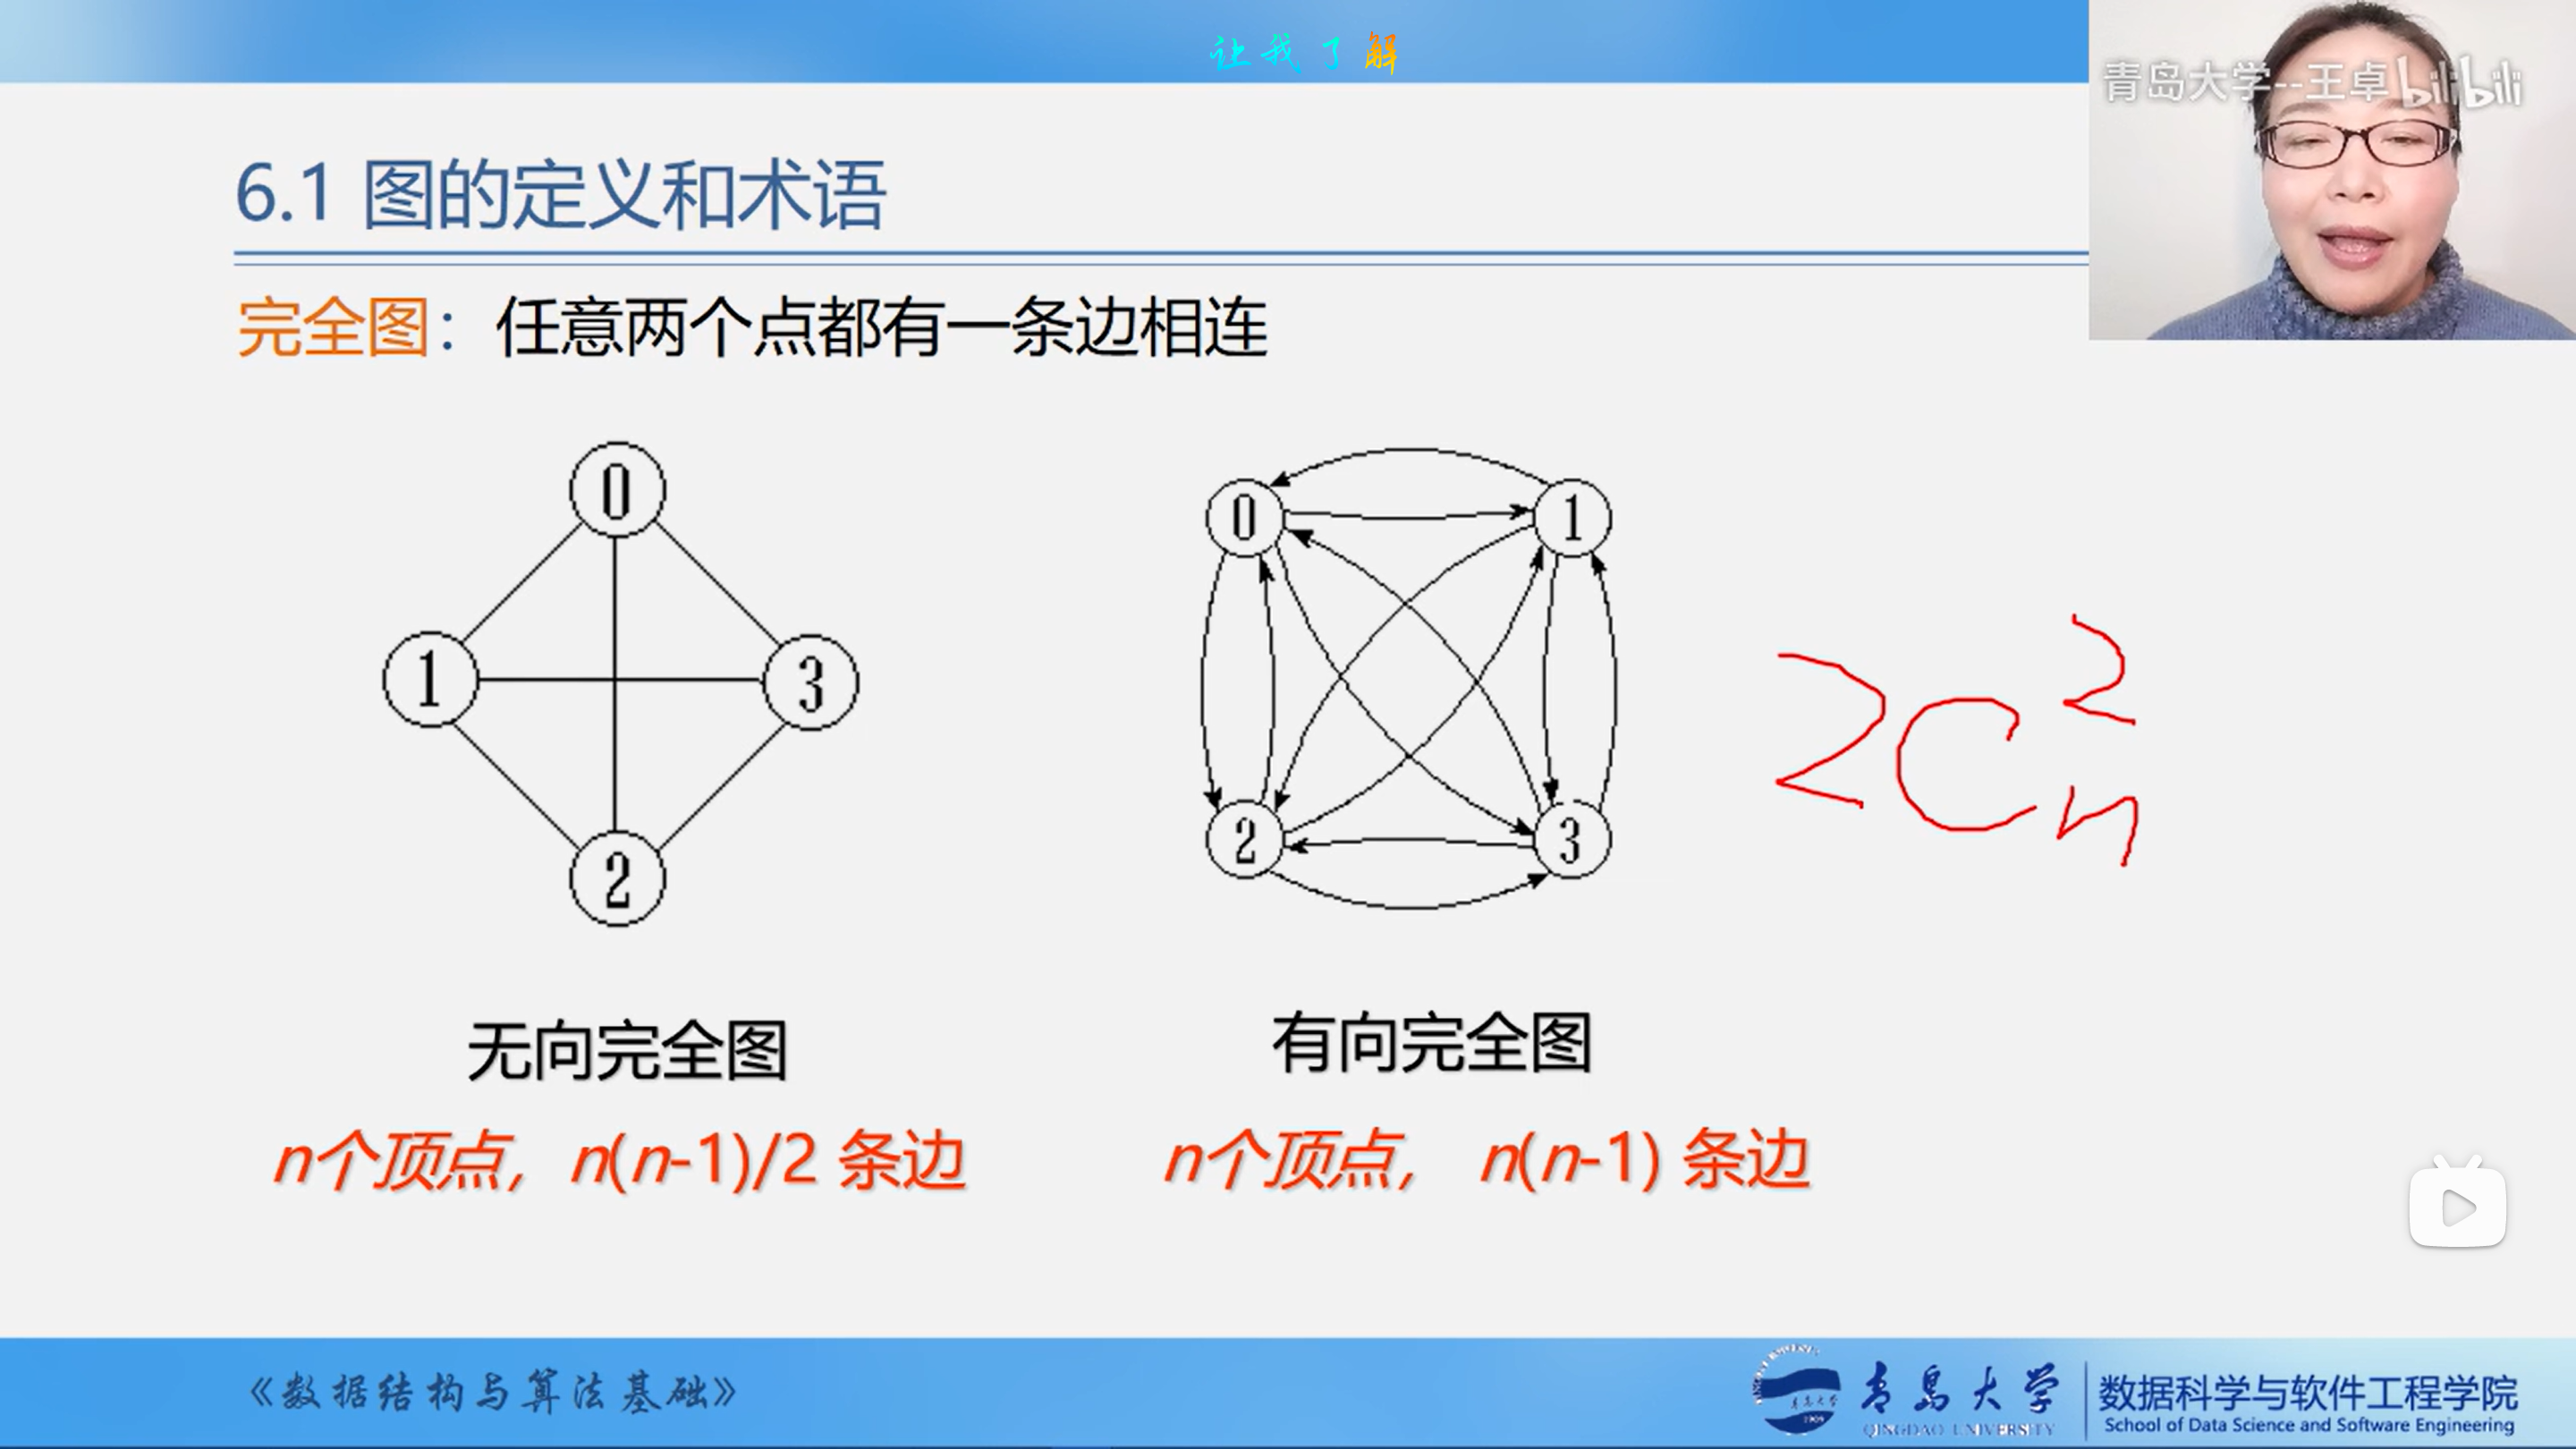 让我了解
青岛大学--王卓 bilibili
6.1 图的定义和术语
完全图：任意两个点都有一条边相连
0
1
3
2
0
1
2
3
2C
2
n
无向完全图
有向完全图
n个顶点，n(n-1)/2 条边
n个顶点， n(n-1) 条边
《数据结构与算法基础》
青岛大学
QINGDAO UNIVERSITY
1909
数据科学与软件工程学院
School of Data Science and Software Engineering